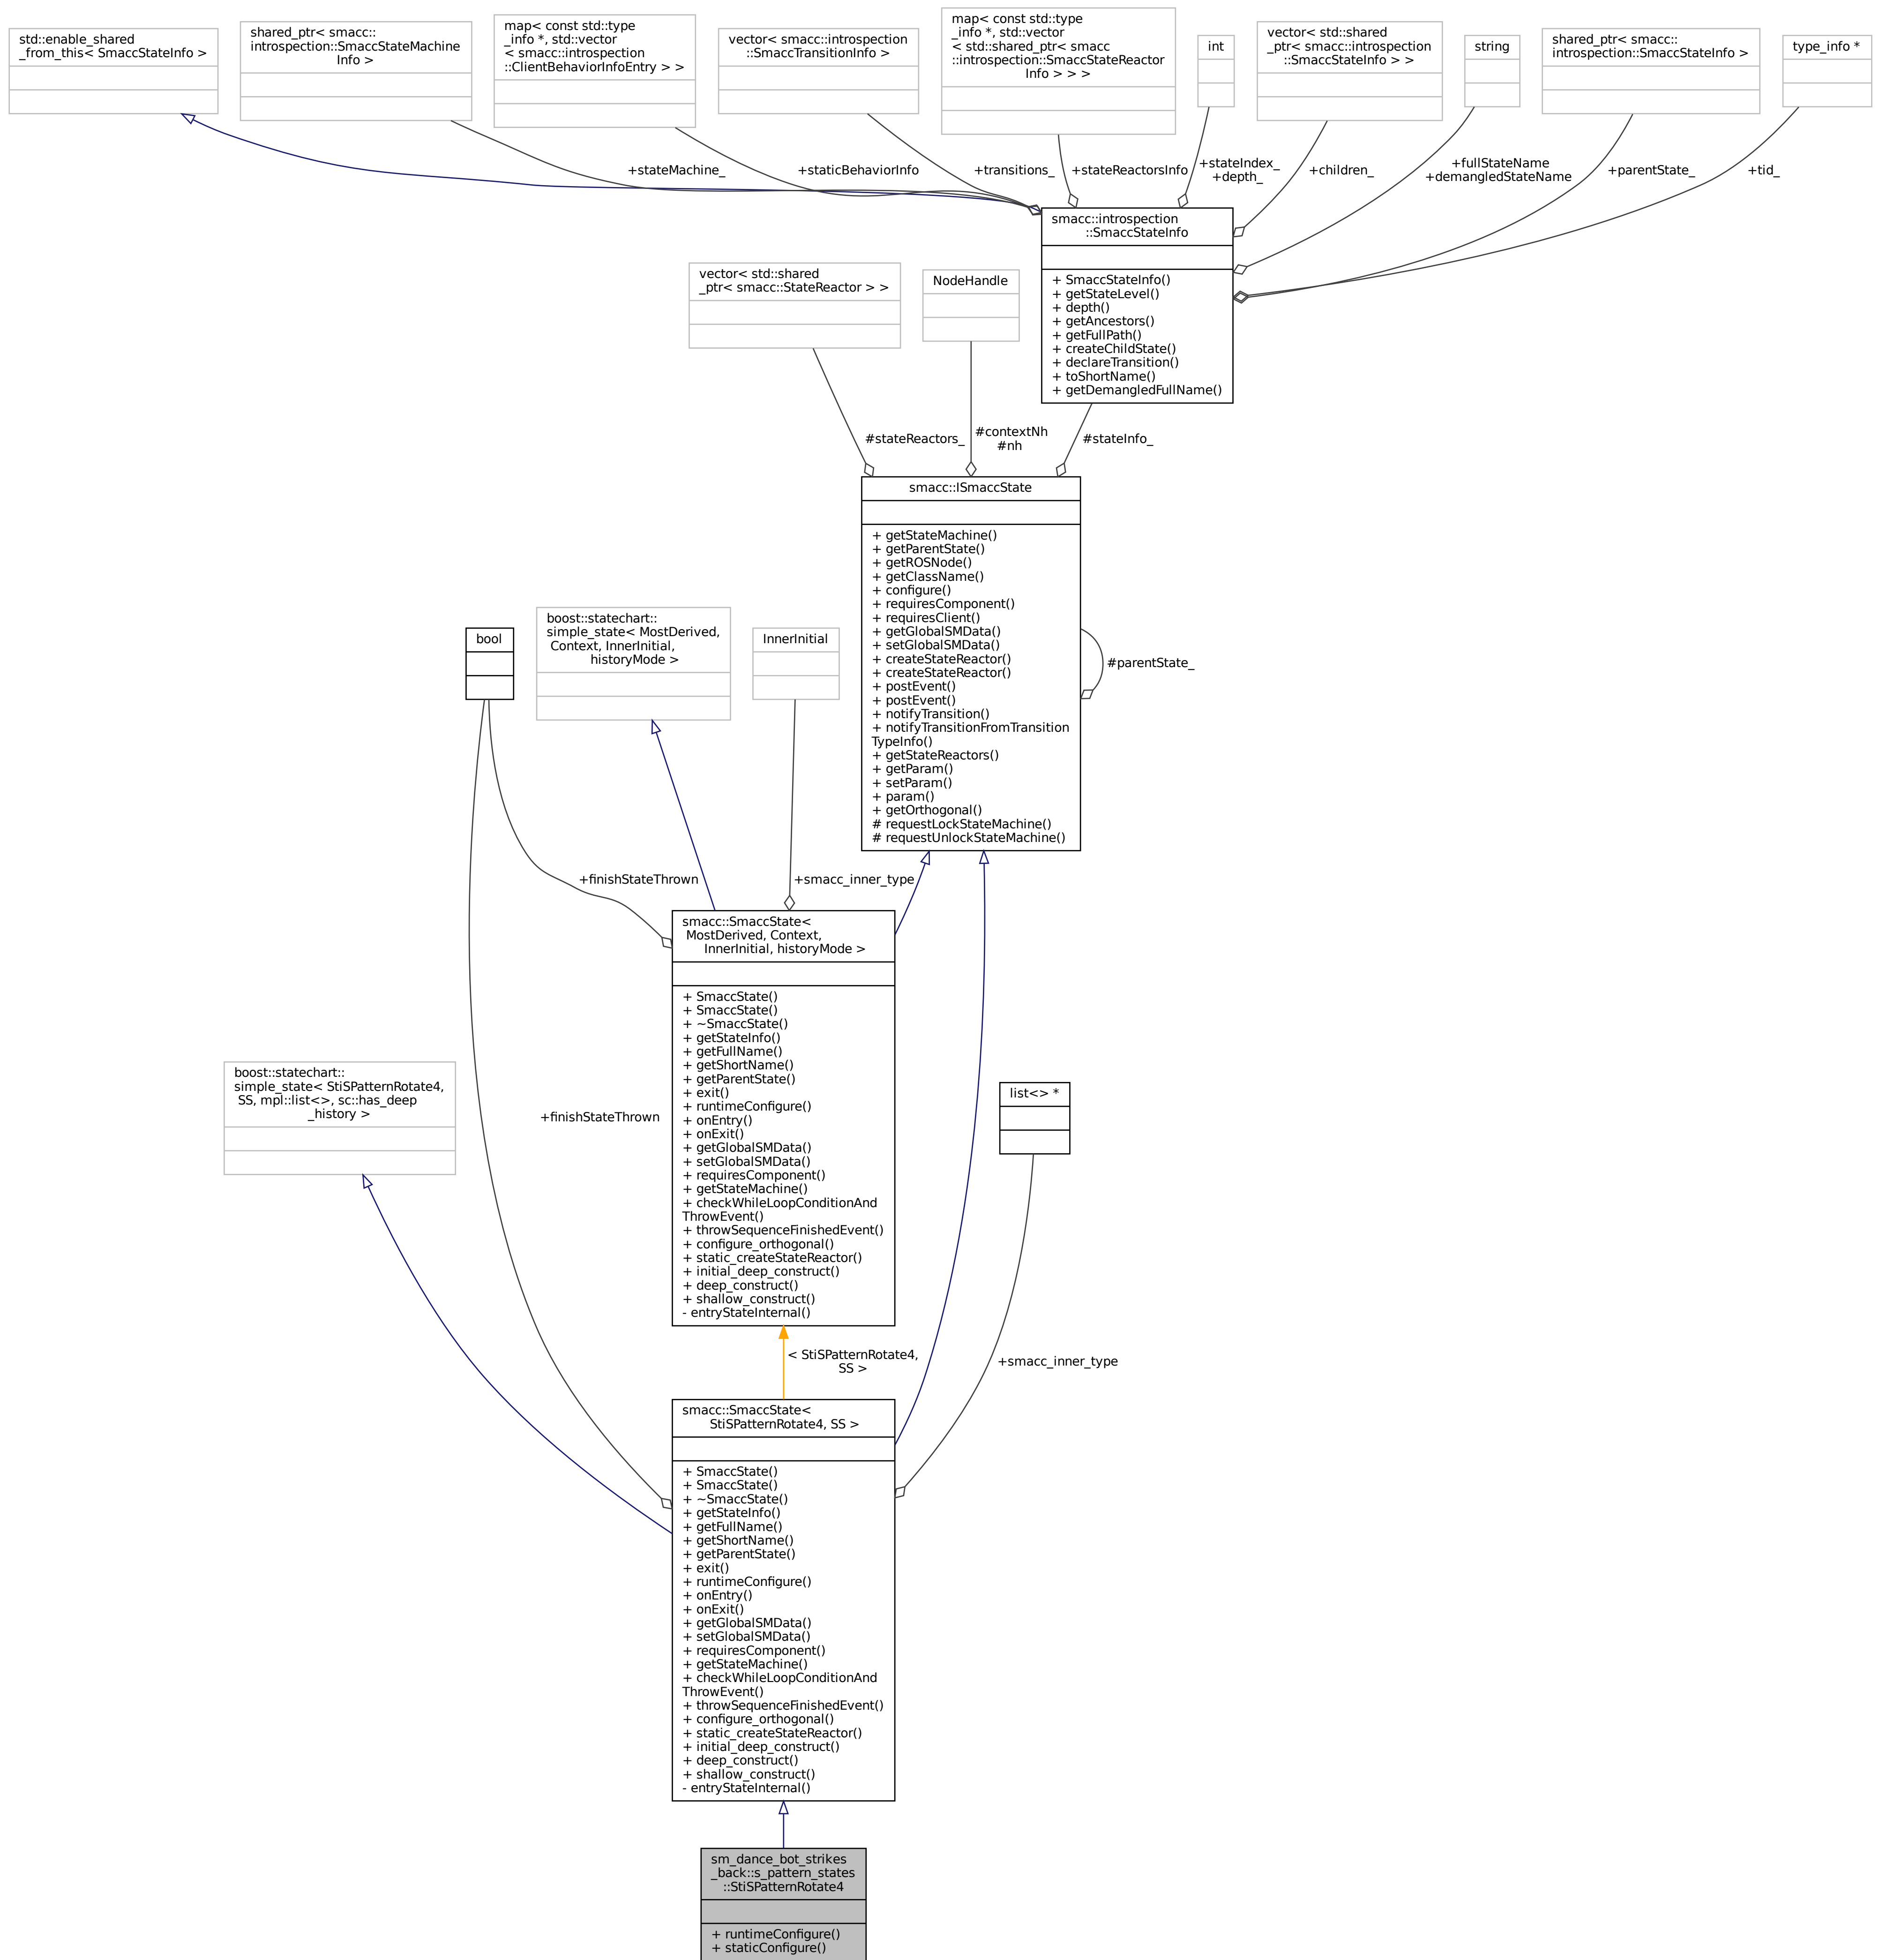 std::enable_shared
_from_this< SmaccStateInfo >
shared_ptr< smacc::
introspection::SmaccStateMachine
Info >
map< const std::type
_info *, std::vector
< smacc::introspection
::ClientBehaviorInfoEntry > >
vector< smacc::introspection
::SmaccTransitionInfo >
map< const std::type
_info *, std::vector
< std::shared_ptr< smacc
::introspection::SmaccStateReactor
Info > > >
int
vector< std::shared
_ptr< smacc::introspection
::SmaccStateInfo > >
string
shared_ptr< smacc::
introspection::SmaccStateInfo >
type_info *
+stateMachine_
+staticBehaviorInfo
+transitions_
+stateReactorsInfo
+stateIndex_
+depth_
+children_
+fullStateName
+demangledStateName
+parentState_
+tid_
smacc::introspection
::SmaccStateInfo
+ SmaccStateInfo()
+ getStateLevel()
+ depth()
+ getAncestors()
+ getFullPath()
+ createChildState()
+ declareTransition()
+ toShortName()
+ getDemangledFullName()
vector< std::shared
_ptr< smacc::StateReactor > >
NodeHandle
#stateReactors_
#contextNh
#nh
#stateInfo_
smacc::ISmaccState
+ getStateMachine()
+ getParentState()
+ getROSNode()
+ getClassName()
+ configure()
+ requiresComponent()
+ requiresClient()
+ getGlobalSMData()
+ setGlobalSMData()
+ createStateReactor()
+ createStateReactor()
+ postEvent()
+ postEvent()
+ notifyTransition()
+ notifyTransitionFromTransition
TypeInfo()
+ getStateReactors()
+ getParam()
+ setParam()
+ param()
+ getOrthogonal()
# requestLockStateMachine()
# requestUnlockStateMachine()
#parentState_
bool
boost::statechart::
simple_state< MostDerived,
Context, InnerInitial,
historyMode >
InnerInitial
+finishStateThrown
+smacc_inner_type
smacc::SmaccState<
MostDerived, Context,
InnerInitial, historyMode >
+ SmaccState()
+ SmaccState()
+ ~SmaccState()
+ getStateInfo()
+ getFullName()
+ getShortName()
+ getParentState()
+ exit()
+ runtimeConfigure()
+ onEntry()
+ onExit()
+ getGlobalSMData()
+ setGlobalSMData()
+ requiresComponent()
+ getStateMachine()
+ checkWhileLoopConditionAnd
ThrowEvent()
+ throwSequenceFinishedEvent()
+ configure_orthogonal()
+ static_createStateReactor()
+ initial_deep_construct()
+ deep_construct()
+ shallow_construct()
- entryStateInternal()
boost::statechart::
simple_state< StiSPatternRotate4,
SS, mpl::list<>, sc::has_deep
_history >
+finishStateThrown
list<> *
< StiSPatternRotate4,
SS >
+smacc_inner_type
smacc::SmaccState<
StiSPatternRotate4, SS >
+ SmaccState()
+ SmaccState()
+ ~SmaccState()
+ getStateInfo()
+ getFullName()
+ getShortName()
+ getParentState()
+ exit()
+ runtimeConfigure()
+ onEntry()
+ onExit()
+ getGlobalSMData()
+ setGlobalSMData()
+ requiresComponent()
+ getStateMachine()
+ checkWhileLoopConditionAnd
ThrowEvent()
+ throwSequenceFinishedEvent()
+ configure_orthogonal()
+ static_createStateReactor()
+ initial_deep_construct()
+ deep_construct()
+ shallow_construct()
- entryStateInternal()
sm_dance_bot_strikes
_back::s_pattern_states
::StiSPatternRotate4
+ runtimeConfigure()
+ staticConfigure()